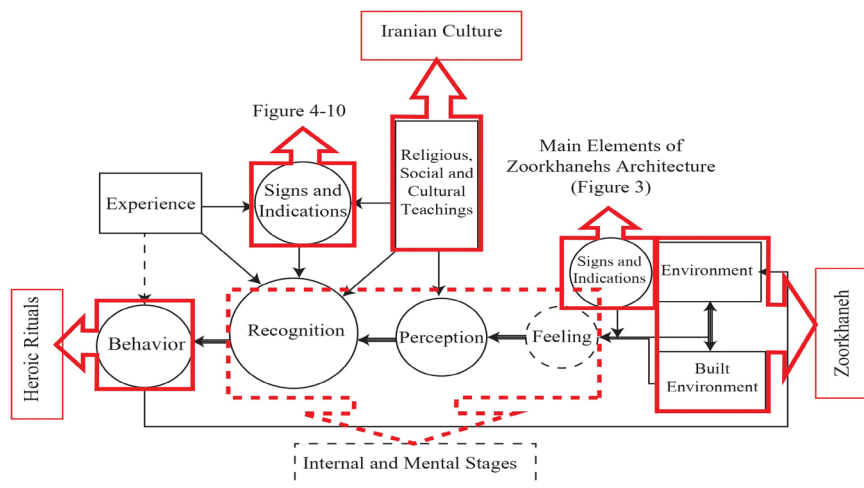 Iranian Culture
Figure 4-10
Main Elements of
Zoorkhanehs Architecture
(Figure 3)
Religious,
Social and
Cultural
Teachings
Experience
Signs and
Indications
Signs and
Indications
Environment
Heroic Rituals
Behavior
Recognition
Perception
Feeling
Built
Environment
Zoorkhaneh
Internal and Mental Stages